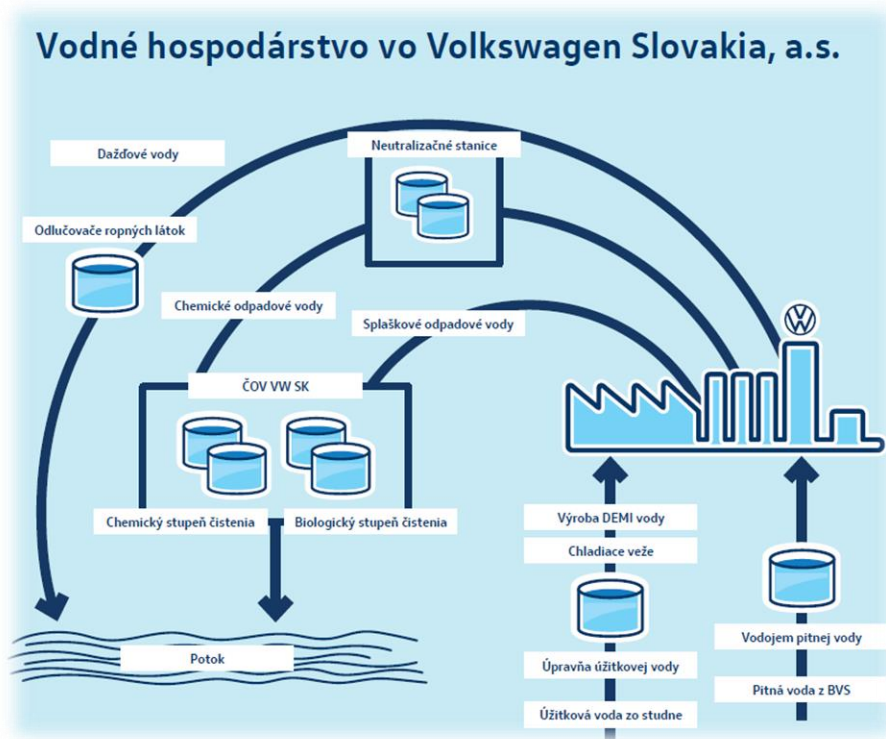 Vodné hospodárstvo vo Volkswagen Slovakia, a.s.
Dažďové vody
Neutralizačné stanice
Odlučovače ropných látok
Chemické odpadové vody
Splaškové odpadové vody
ČOV VW SK
Chemický stupeň čistenia
Biologický stupeň čistenia
Výroba DEMI vody
Chladiace veže
Vodojem pitnej vody
Potok
Úpravňa úžitkovej vody
Pitná voda z BVS
Úžitková voda zo studne
VW